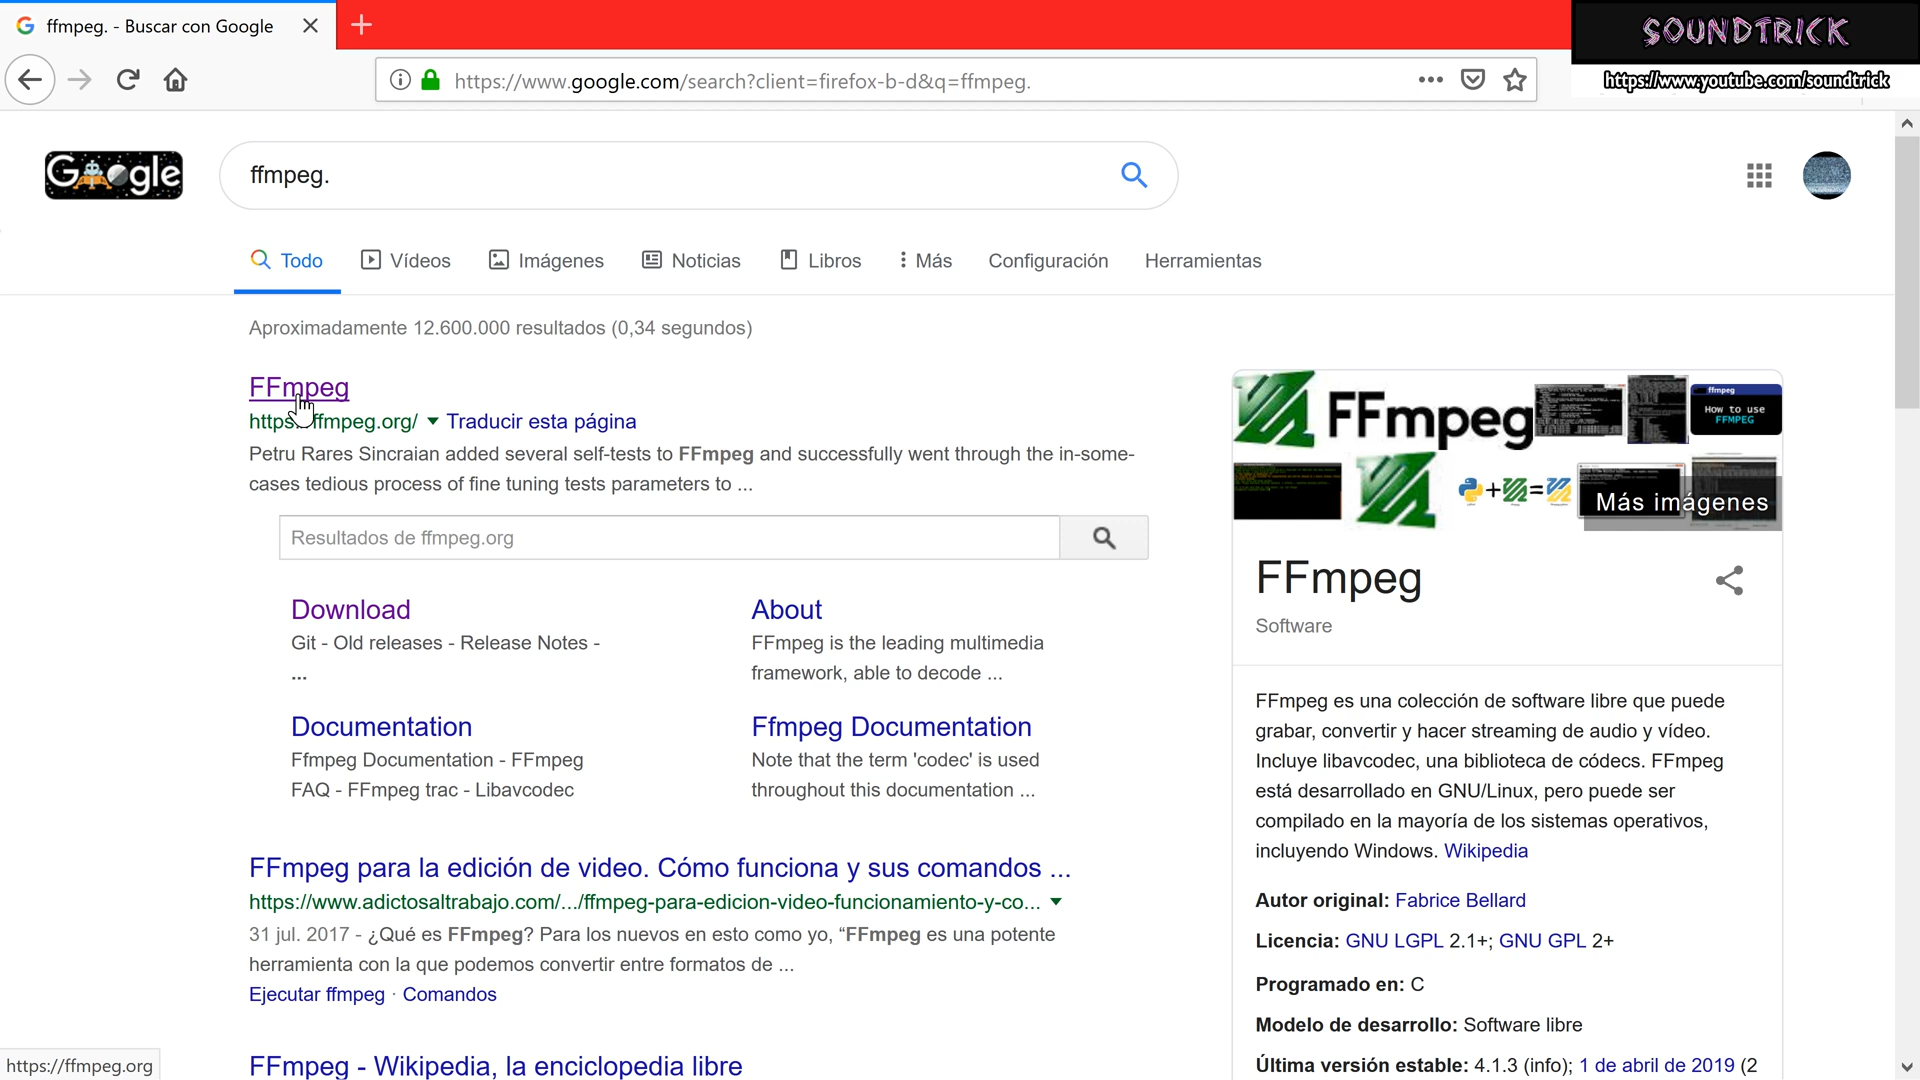 ffmpeg. - Buscar con Google
SOUNDTRICK
https://www.google.com/search?client=firefox-b-d&q=ffmpeg.
https://www.youtube.com/soundtrick
Google
ffmpeg.
Todo
Vídeos
Imágenes
Noticias
Libros
Más
Configuración
Herramientas
Aproximadamente 12.600.000 resultados (0,34 segundos)
FFmpeg
https://ffmpeg.org/ Traducir esta página
Petru Rares Sincraian added several self-tests to FFmpeg and successfully went through the in-some-
cases tedious process of fine tuning tests parameters to ...
Resultados de ffmpeg.org
Download
Git - Old releases - Release Notes -
...
About
FFmpeg is the leading multimedia
framework, able to decode ...
Documentation
Ffmpeg Documentation - FFmpeg
FAQ - FFmpeg trac - Libavcodec
Ffmpeg Documentation
Note that the term 'codec' is used
throughout this documentation ...
FFmpeg para la edición de video. Cómo funciona y sus comandos ...
https://www.adictosaltrabajo.com/.../ffmpeg-para-edicion-video-funcionamiento-y-co...
31 jul. 2017 - ¿Qué es FFmpeg? Para los nuevos en esto como yo, “FFmpeg es una potente
herramienta con la que podemos convertir entre formatos de ...
Ejecutar ffmpeg · Comandos
FFmpeg - Wikipedia, la enciclopedia libre
https://ffmpeg.org
FFmpeg
ffmpeg
How to use
FFMPEG
Más imágenes
FFmpeg
Software
FFmpeg es una colección de software libre que puede
grabar, convertir y hacer streaming de audio y vídeo.
Incluye libavcodec, una biblioteca de códecs. FFmpeg
está desarrollado en GNU/Linux, pero puede ser
compilado en la mayoría de los sistemas operativos,
incluyendo Windows. Wikipedia
Autor original: Fabrice Bellard
Licencia: GNU LGPL 2.1+; GNU GPL 2+
Programado en: C
Modelo de desarrollo: Software libre
Última versión estable: 4.1.3 (info); 1 de abril de 2019 (2